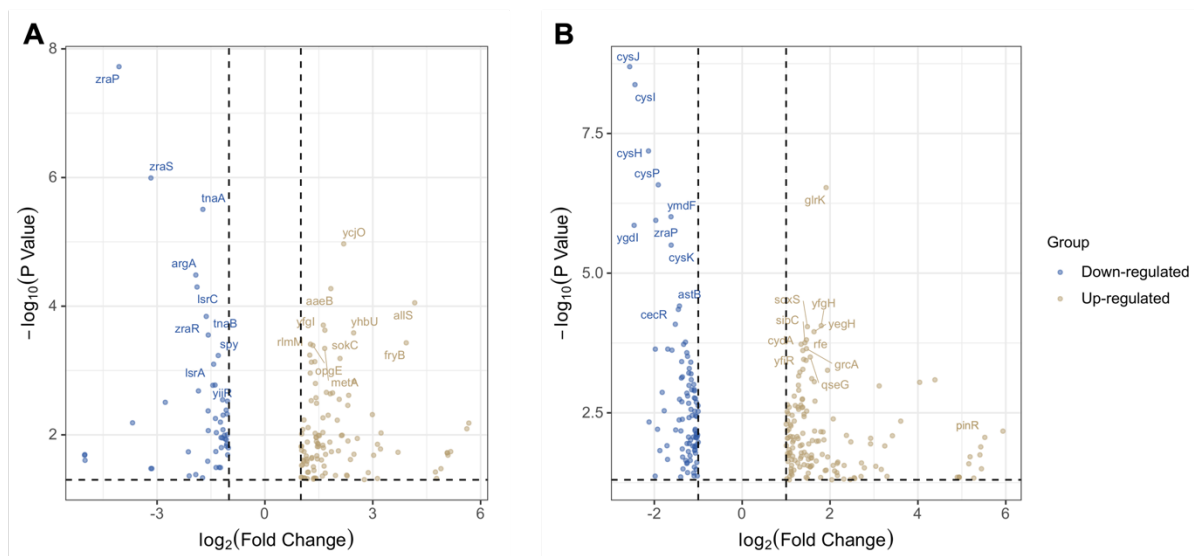 A
8
6
4
2
-3
0
3
6
−log10(P Value)
log2(Fold Change)
zraP
zraS
tnaA
ycjO
argA
lsrC
aaeB
allS
tnaB
yfgI
yhbU
zraR
spy
rlmM
sokC
fryB
lsrA
opgE
metA
yjjP
B
7.5
5.0
2.5
-2
0
2
4
6
−log10(P Value)
log2(Fold Change)
cysJ
cysI
cysH
cysP
glrK
ymdF
ygdI
zraP
cysK
astB
soxS
yfgH
cecR
yegH
cydA
rfe
grcA
qseG
pinR
Group
Down-regulated
Up-regulated